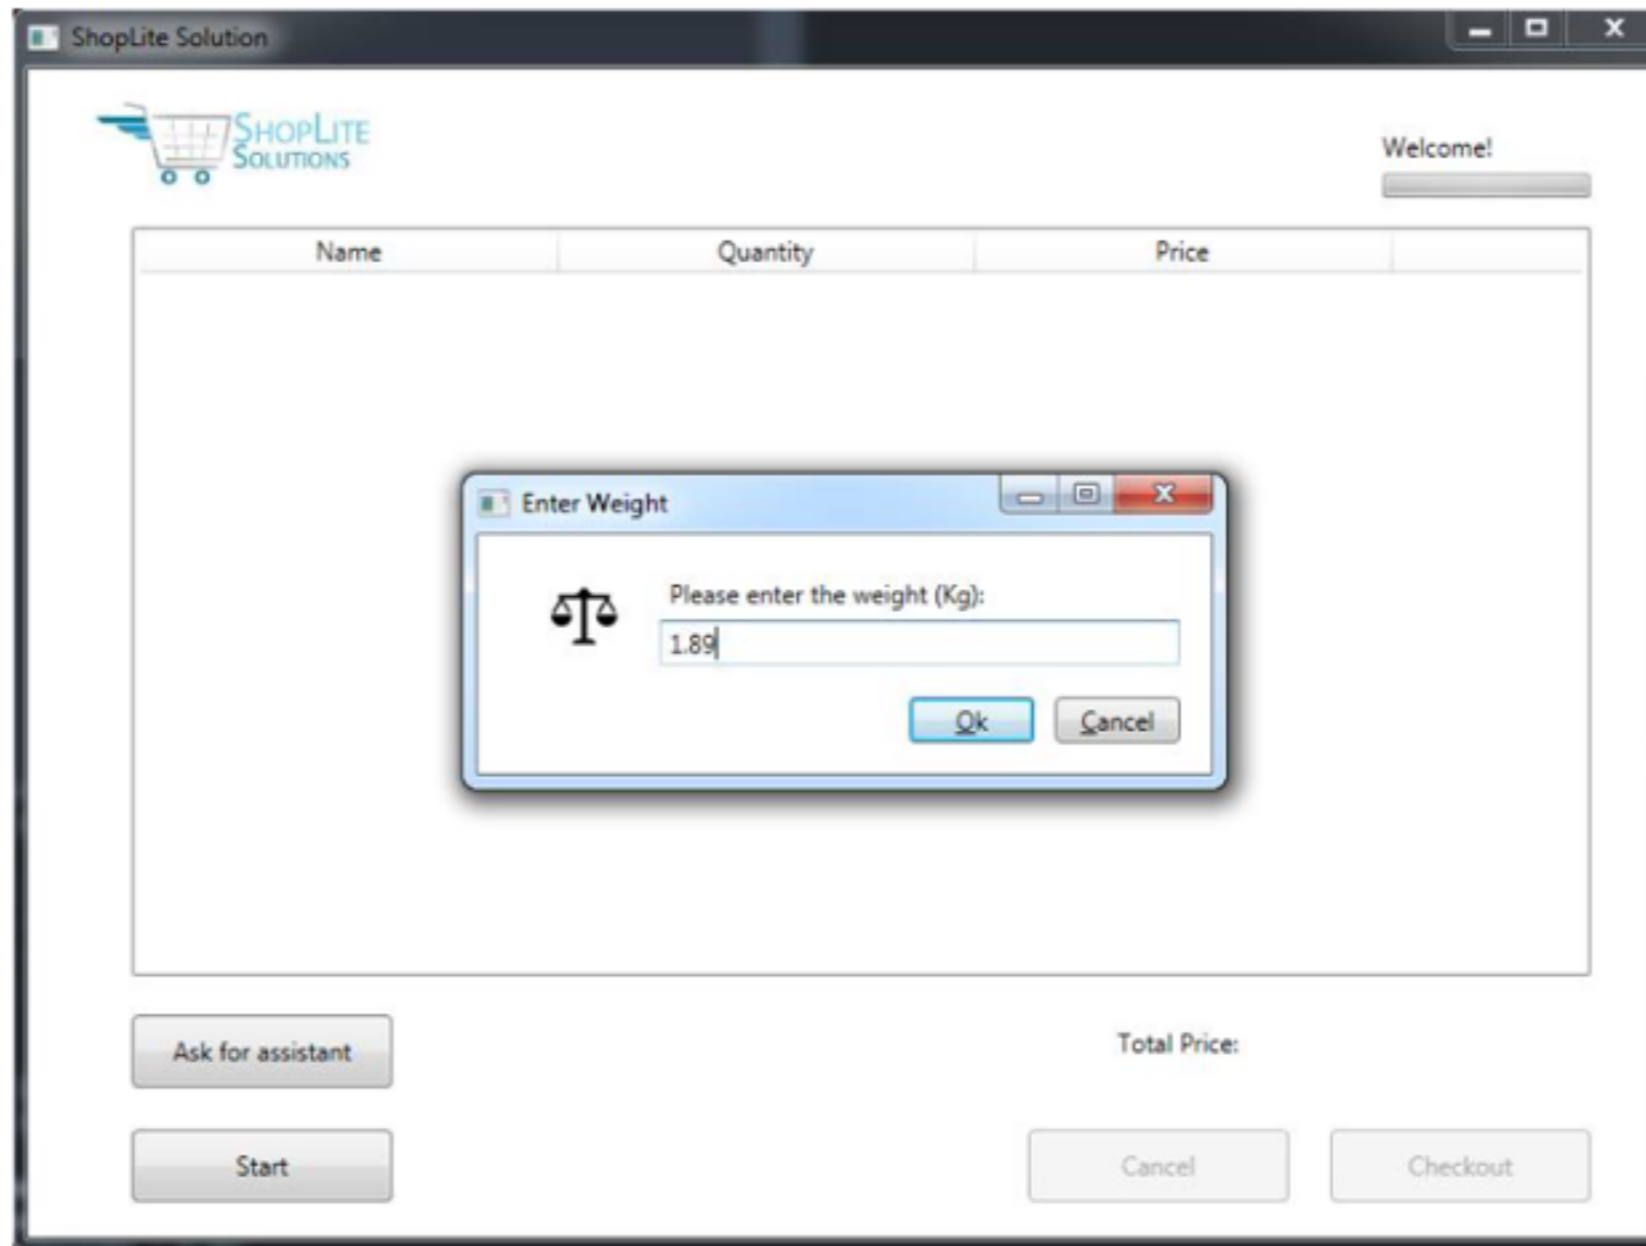 ShopLite Solution
SHOPLITE
SOLUTIONS
Welcome!
Name Quantity Price
Enter Weight
Please enter the weight (Kg):
1.89
Ok Cancel
Ask for assistant
Total Price:
Start Cancel Checkout